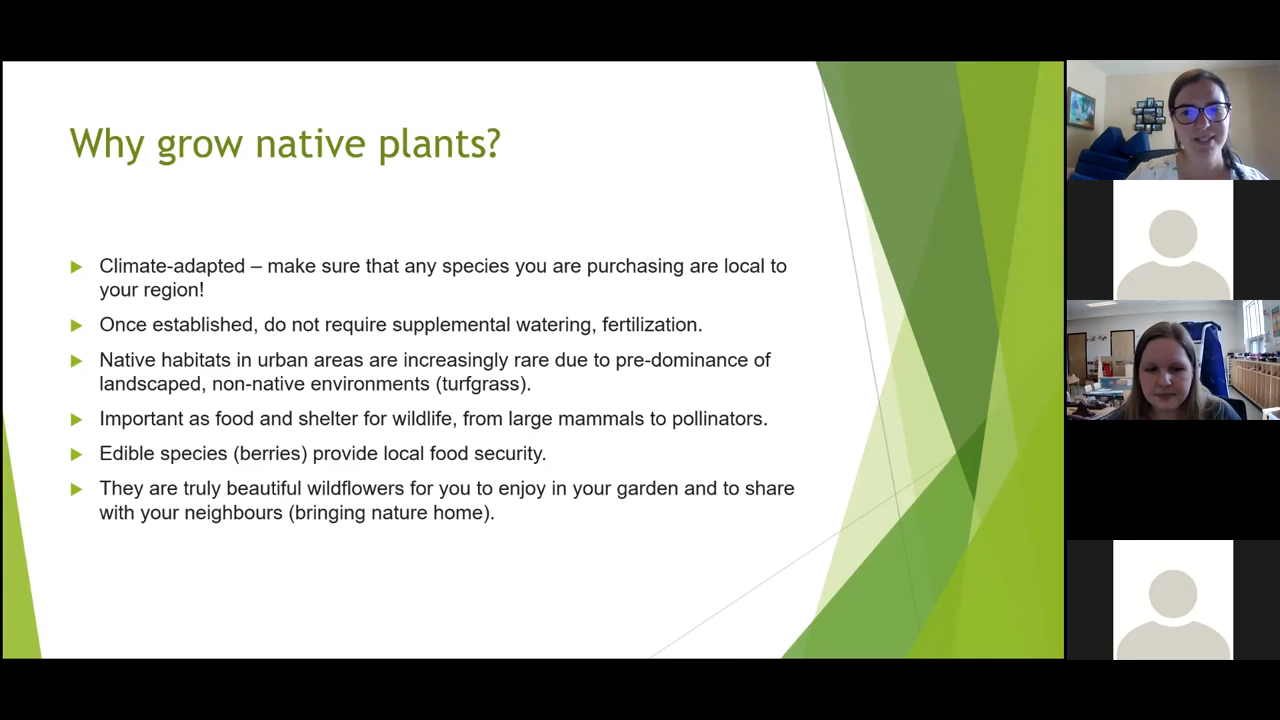 Why grow native plants?
Climate-adapted – make sure that any species you are purchasing are local to
your region!
Once established, do not require supplemental watering, fertilization.
Native habitats in urban areas are increasingly rare due to pre-dominance of
landscaped, non-native environments (turfgrass).
Important as food and shelter for wildlife, from large mammals to pollinators.
Edible species (berries) provide local food security.
They are truly beautiful wildflowers for you to enjoy in your garden and to share
with your neighbours (bringing nature home).